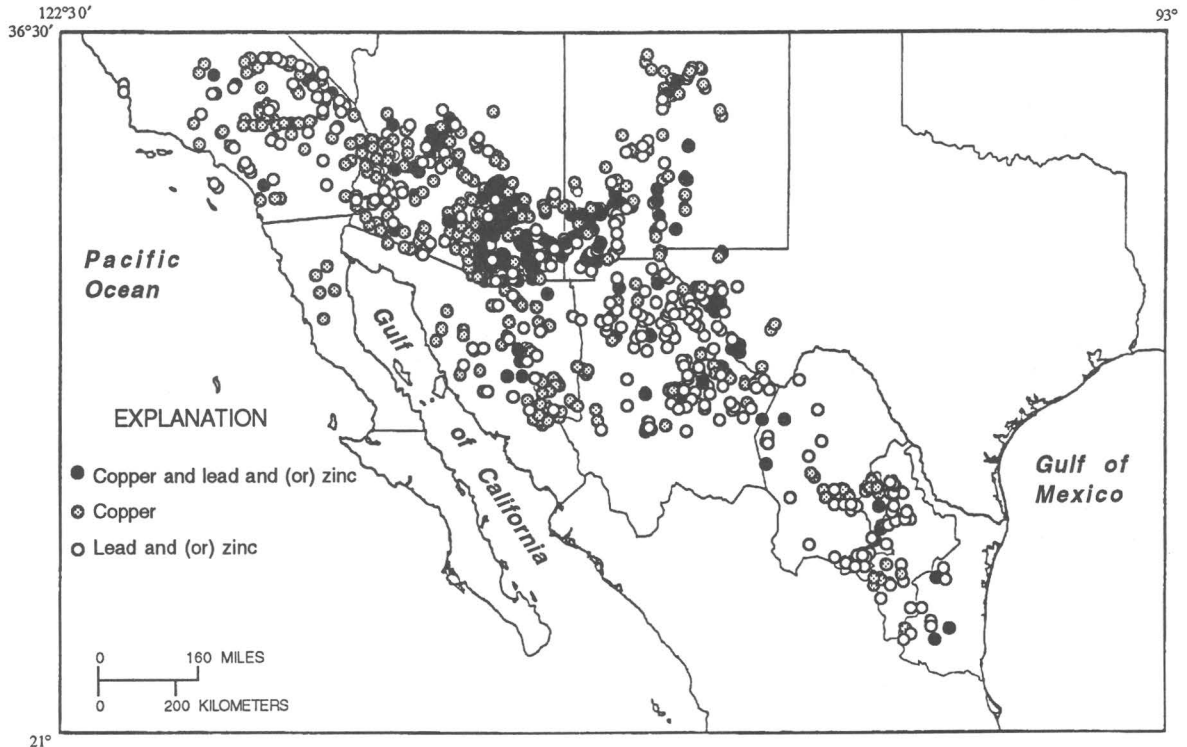 122°30'
93°
36°30'
Pacific
Ocean
Gulf
of
California
EXPLANATION
Copper and lead and (or) zinc
Copper
Lead and (or) zinc
Gulf of
Mexico
0 160 MILES
0 200 KILOMETERS
21°